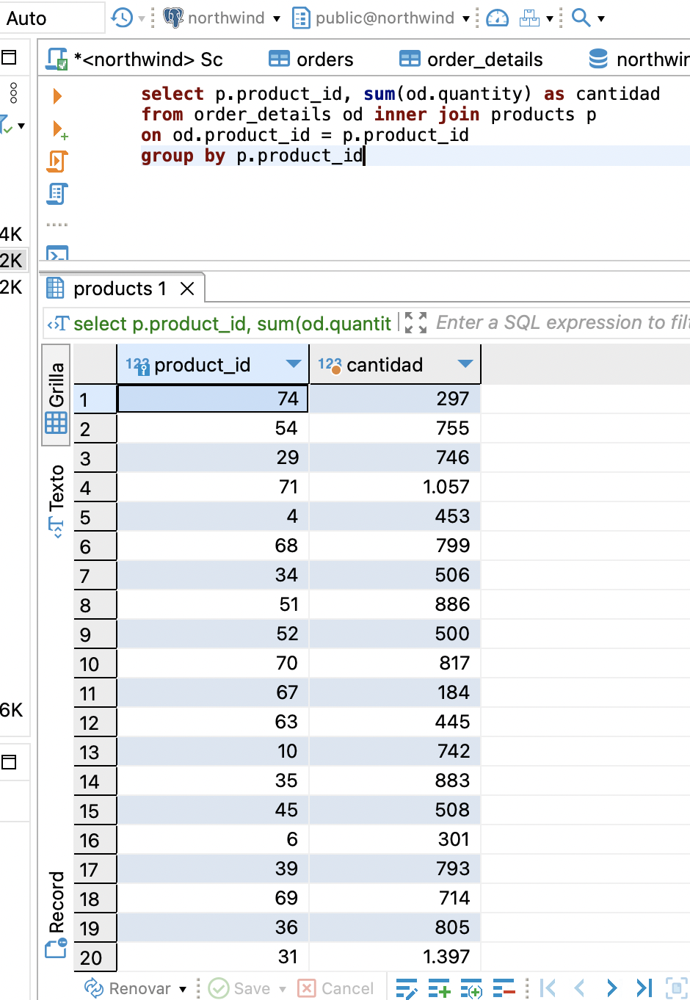 Auto northwind public@northwind
*<northwind> Sc orders order_details northwin
select p.product_id, sum(od.quantity) as cantidad
from order_details od inner join products p
on od.product_id = p.product_id
group by p.product_id
4K
2K
2K
6K
products 1
select p.product_id, sum(od.quantit Enter a SQL expression to filt
Grilla
Texto
Record
123 product_id 123 cantidad
1 74 297
2 54 755
3 29 746
4 71 1.057
5 4 453
6 68 799
7 34 506
8 51 886
9 52 500
10 70 817
11 67 184
12 63 445
13 10 742
14 35 883
15 45 508
16 6 301
17 39 793
18 69 714
19 36 805
20 31 1.397
Renovar Save Cancel